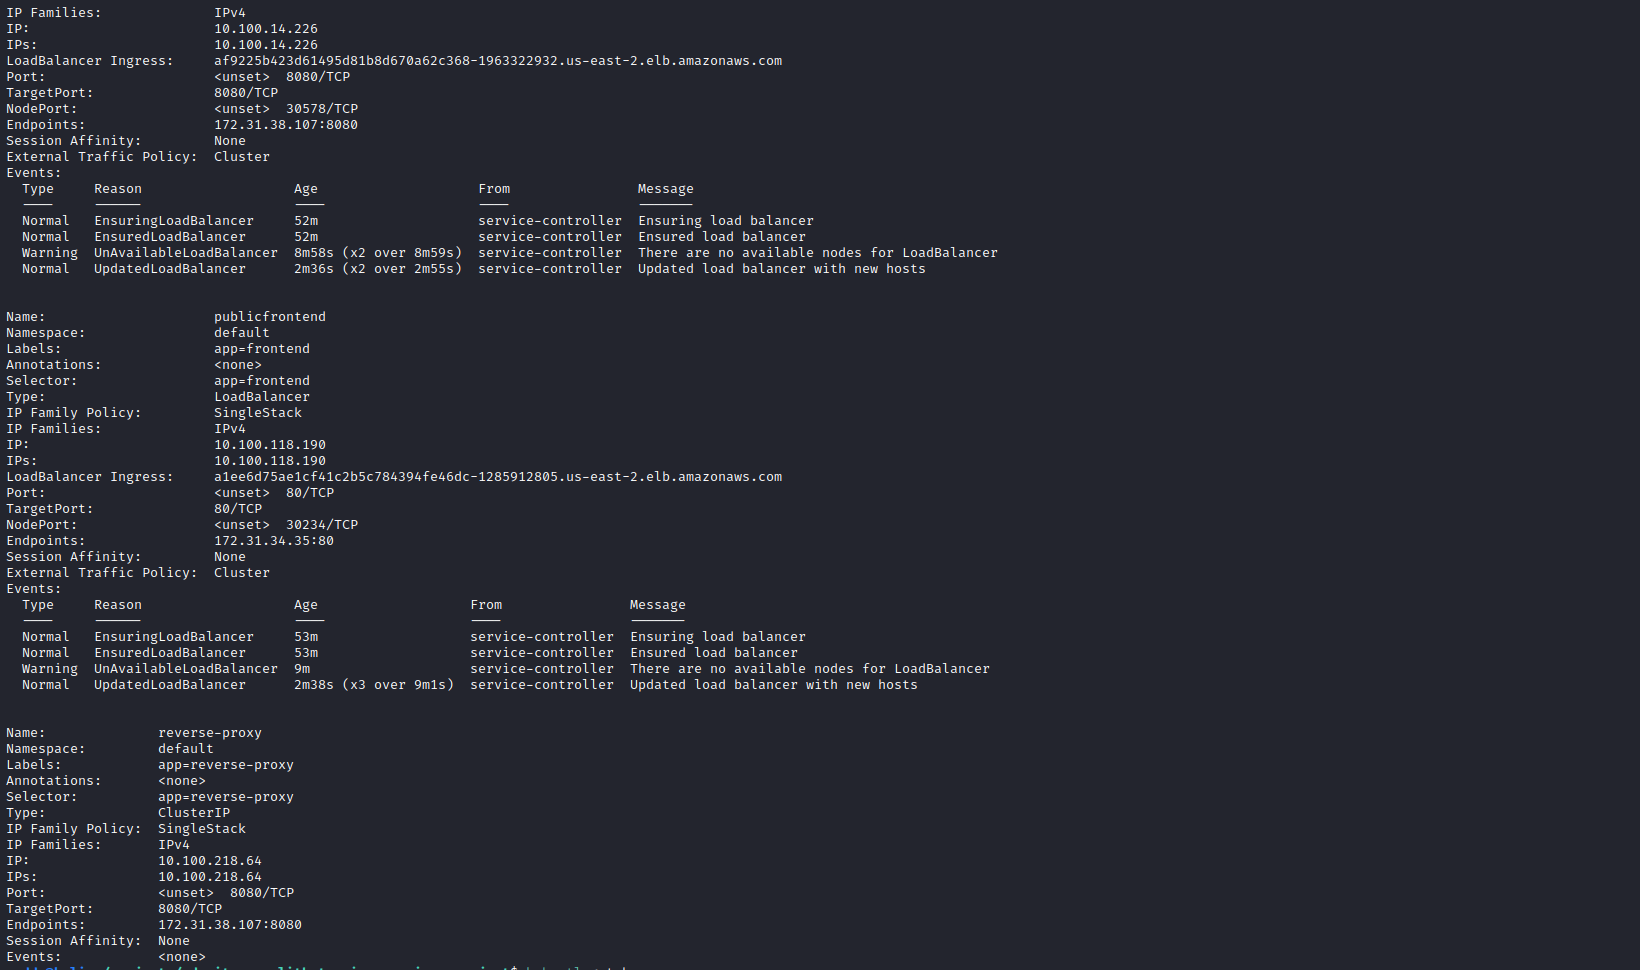 IP Families:              IPv4
IP:                       10.100.14.226
IPs:                      10.100.14.226
LoadBalancer Ingress:     af9225b423d61495d81b8d670a62c368-1963322932.us-east-2.elb.amazonaws.com
Port:                     <unset>  8080/TCP
TargetPort:               8080/TCP
NodePort:                 <unset>  30578/TCP
Endpoints:                172.31.38.107:8080
Session Affinity:         None
External Traffic Policy:  Cluster
Events:
  Type     Reason                   Age                    From                Message
  ----     ------                   ----                   ----                -------
  Normal   EnsuringLoadBalancer     52m                    service-controller  Ensuring load balancer
  Normal   EnsuredLoadBalancer      52m                    service-controller  Ensured load balancer
  Warning  UnAvailableLoadBalancer  8m58s (x2 over 8m59s)  service-controller  There are no available nodes for LoadBalancer
  Normal   UpdatedLoadBalancer      2m36s (x2 over 2m55s)  service-controller  Updated load balancer with new hosts
Name:                     publicfrontend
Namespace:                default
Labels:                   app=frontend
Annotations:              <none>
Selector:                 app=frontend
Type:                     LoadBalancer
IP Family Policy:         SingleStack
IP Families:              IPv4
IP:                       10.100.118.190
IPs:                      10.100.118.190
LoadBalancer Ingress:     a1ee6d75ae1cf41c2b5c784394fe46dc-1285912805.us-east-2.elb.amazonaws.com
Port:                     <unset>  80/TCP
TargetPort:               80/TCP
NodePort:                 <unset>  30234/TCP
Endpoints:                172.31.34.35:80
Session Affinity:         None
External Traffic Policy:  Cluster
Events:
  Type     Reason                   Age                   From                Message
  ----     ------                   ----                  ----                -------
  Normal   EnsuringLoadBalancer     53m                   service-controller  Ensuring load balancer
  Normal   EnsuredLoadBalancer      53m                   service-controller  Ensured load balancer
  Warning  UnAvailableLoadBalancer  9m                    service-controller  There are no available nodes for LoadBalancer
  Normal   UpdatedLoadBalancer      2m38s (x3 over 9m1s)  service-controller  Updated load balancer with new hosts
Name:              reverse-proxy
Namespace:         default
Labels:            app=reverse-proxy
Annotations:       <none>
Selector:          app=reverse-proxy
Type:              ClusterIP
IP Family Policy:  SingleStack
IP Families:       IPv4
IP:                10.100.218.64
IPs:               10.100.218.64
Port:              <unset>  8080/TCP
TargetPort:        8080/TCP
Endpoints:         172.31.38.107:8080
Session Affinity:  None
Events:            <none>